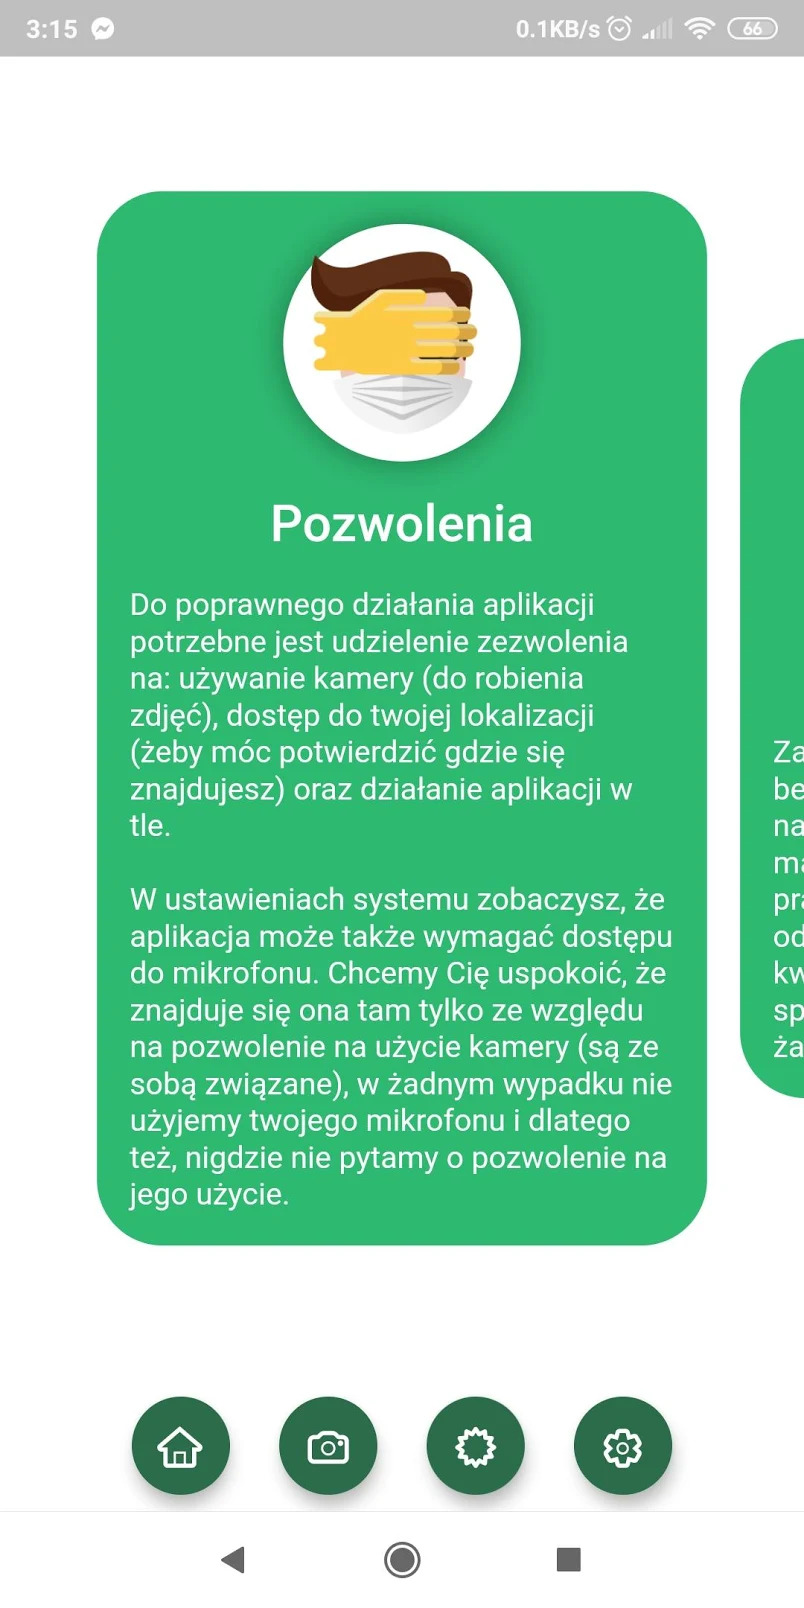 3:15
0.1KB/s
66
Pozwolenia
Do poprawnego działania aplikacji
potrzebne jest udzielenie zezwolenia
na: używanie kamery (do robienia
zdjęć), dostęp do twojej lokalizacji
(żeby móc potwierdzić gdzie się
znajdujesz) oraz działanie aplikacji w
tle.
W ustawieniach systemu zobaczysz, że
aplikacja może także wymagać dostępu
do mikrofonu. Chcemy Cię uspokoić, że
znajduje się ona tam tylko ze względu
na pozwolenie na użycie kamery (są ze
sobą związane), w żadnym wypadku nie
użyjemy twojego mikrofonu i dlatego
też, nigdzie nie pytamy o pozwolenie na
jego użycie.
Za
be
na
ma
pra
od
kw
sp
ża